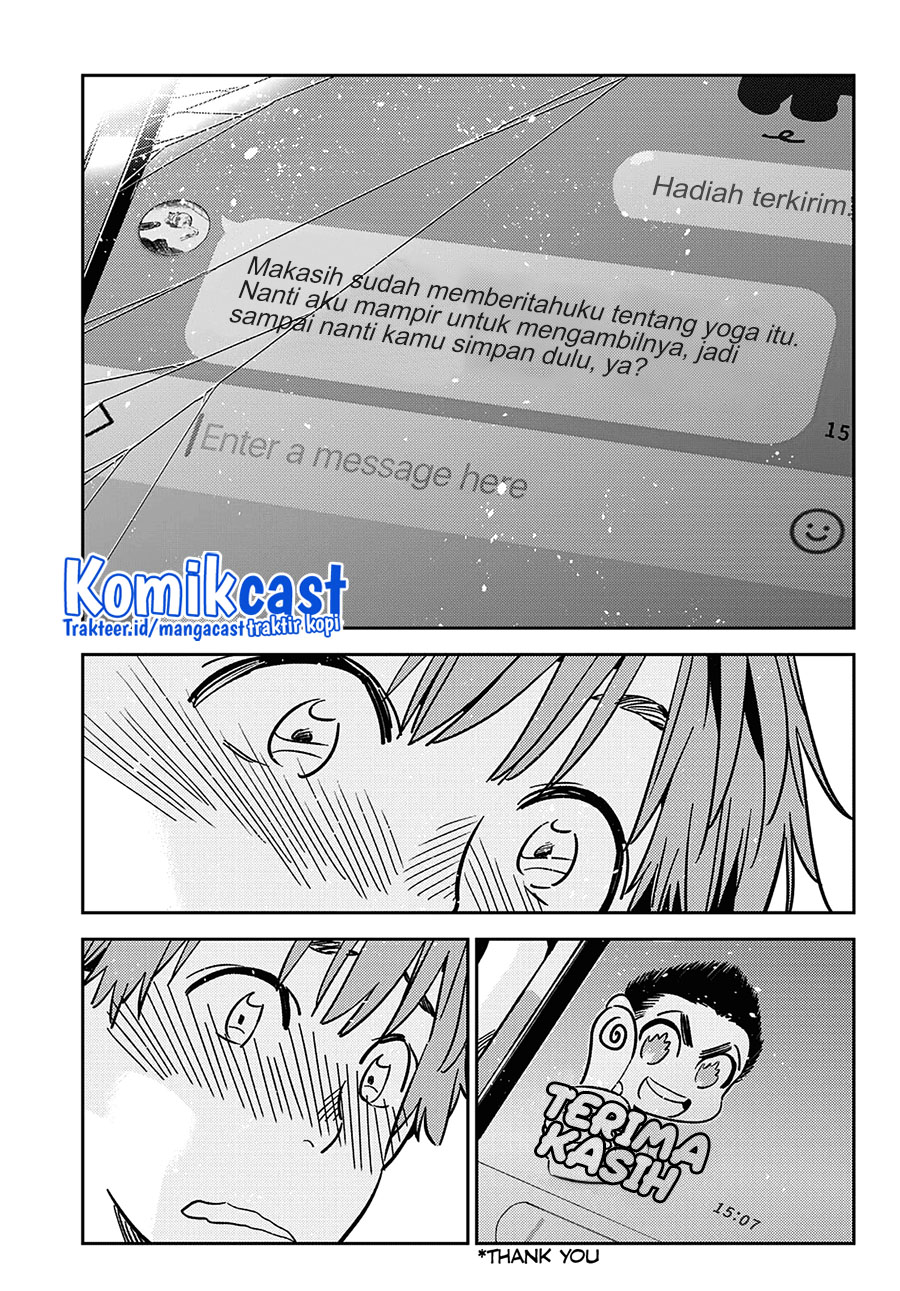 Hadiah terkirim.
Makasih sudah memberitahuku tentang yoga itu.
Nanti aku mampir untuk mengambilnya, jadi
sampai nanti kamu simpan dulu, ya?
15
Enter a message here
Komikcast
Trakteer.id/mangacast traktir kopi
TERIMA
KASIH
15:07
*THANK YOU